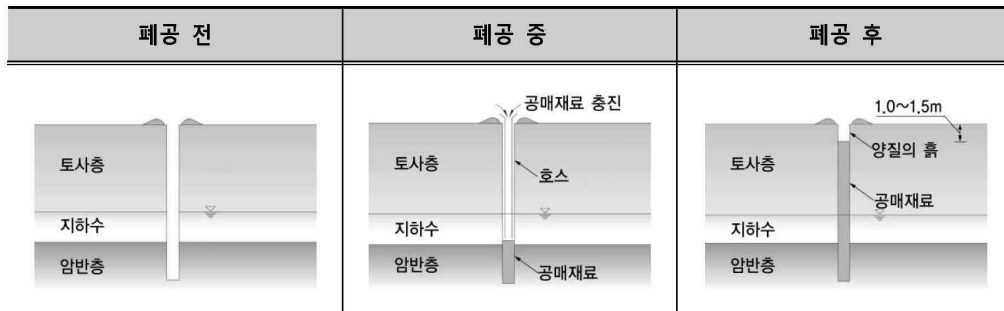 폐공 전
폐공 중
폐공 후
토사층
지하수
암반층
공매재료 충진
토사층
호스
지하수
암반층
공매재료
1.0~1.5m
토사층
양질의 흙
공매재료
지하수
암반층